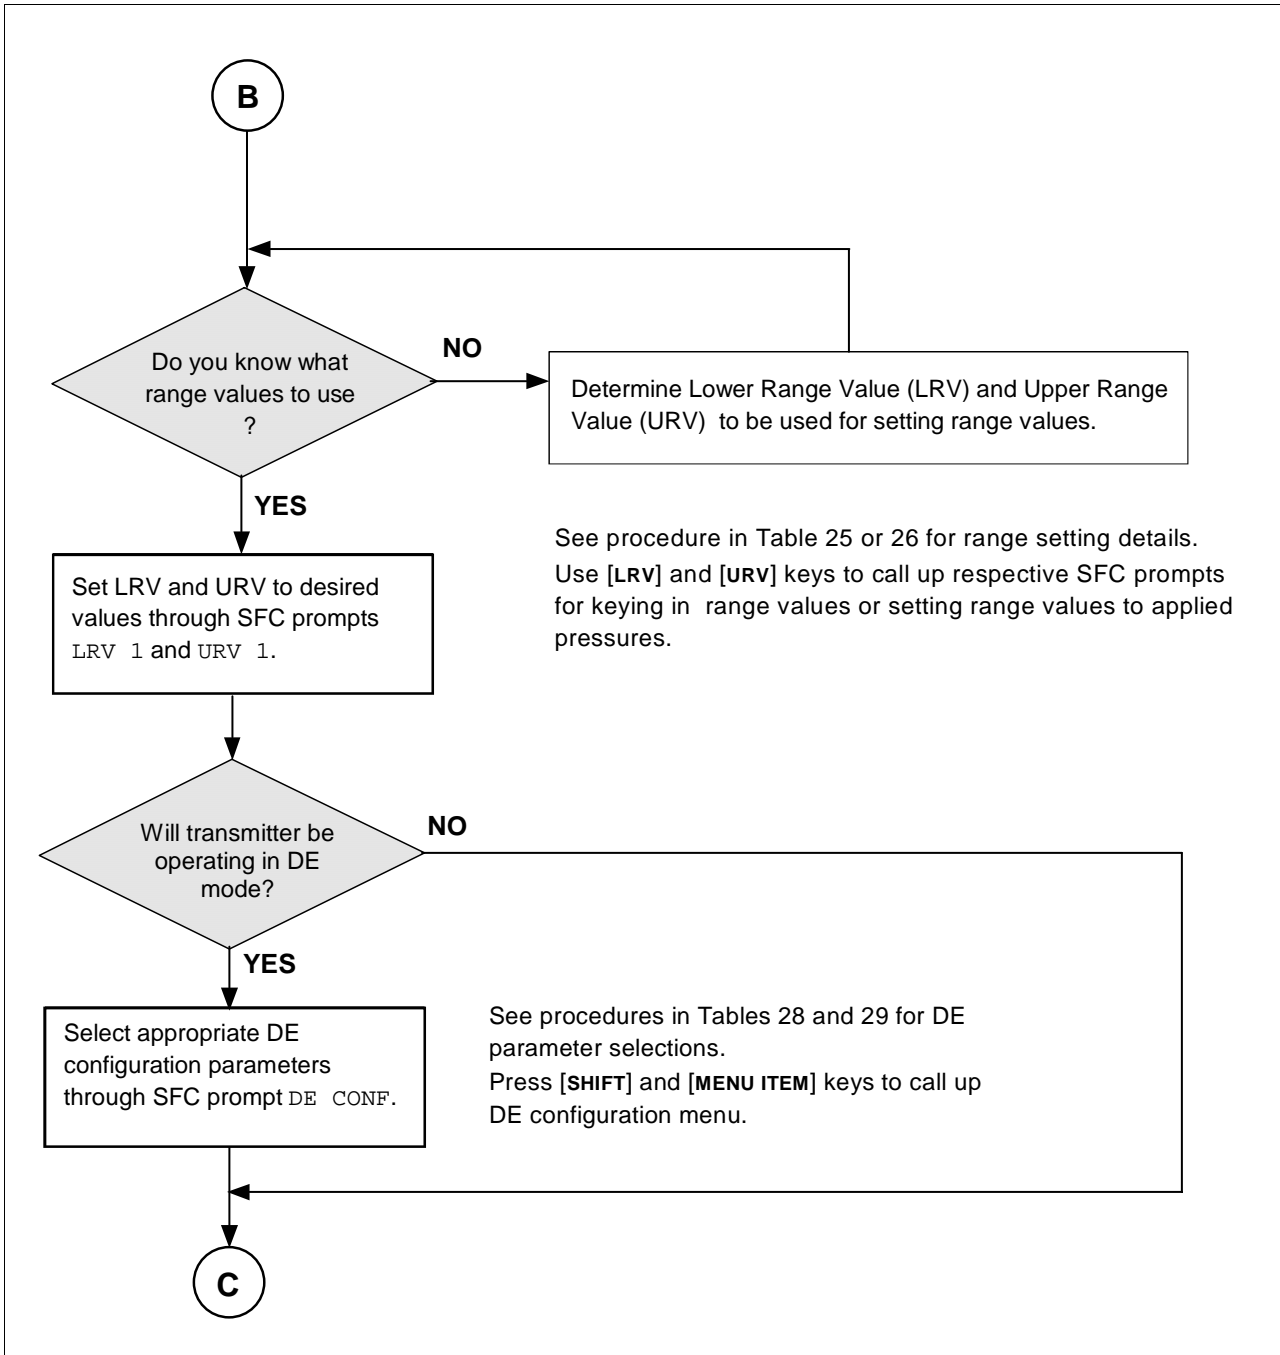 B
Do you know what
range values to use
?
NO
Determine Lower Range Value (LRV) and Upper Range
Value (URV) to be used for setting range values.
YES
Set LRV and URV to desired
values through SFC prompts
LRV 1 and URV 1.
See procedure in Table 25 or 26 for range setting details.
Use [LRV] and [URV] keys to call up respective SFC prompts
for keying in range values or setting range values to applied
pressures.
Will transmitter be
operating in DE
mode?
NO
YES
Select appropriate DE
configuration parameters
through SFC prompt DE CONF.
See procedures in Tables 28 and 29 for DE
parameter selections.
Press [SHIFT] and [MENU ITEM] keys to call up
DE configuration menu.
C